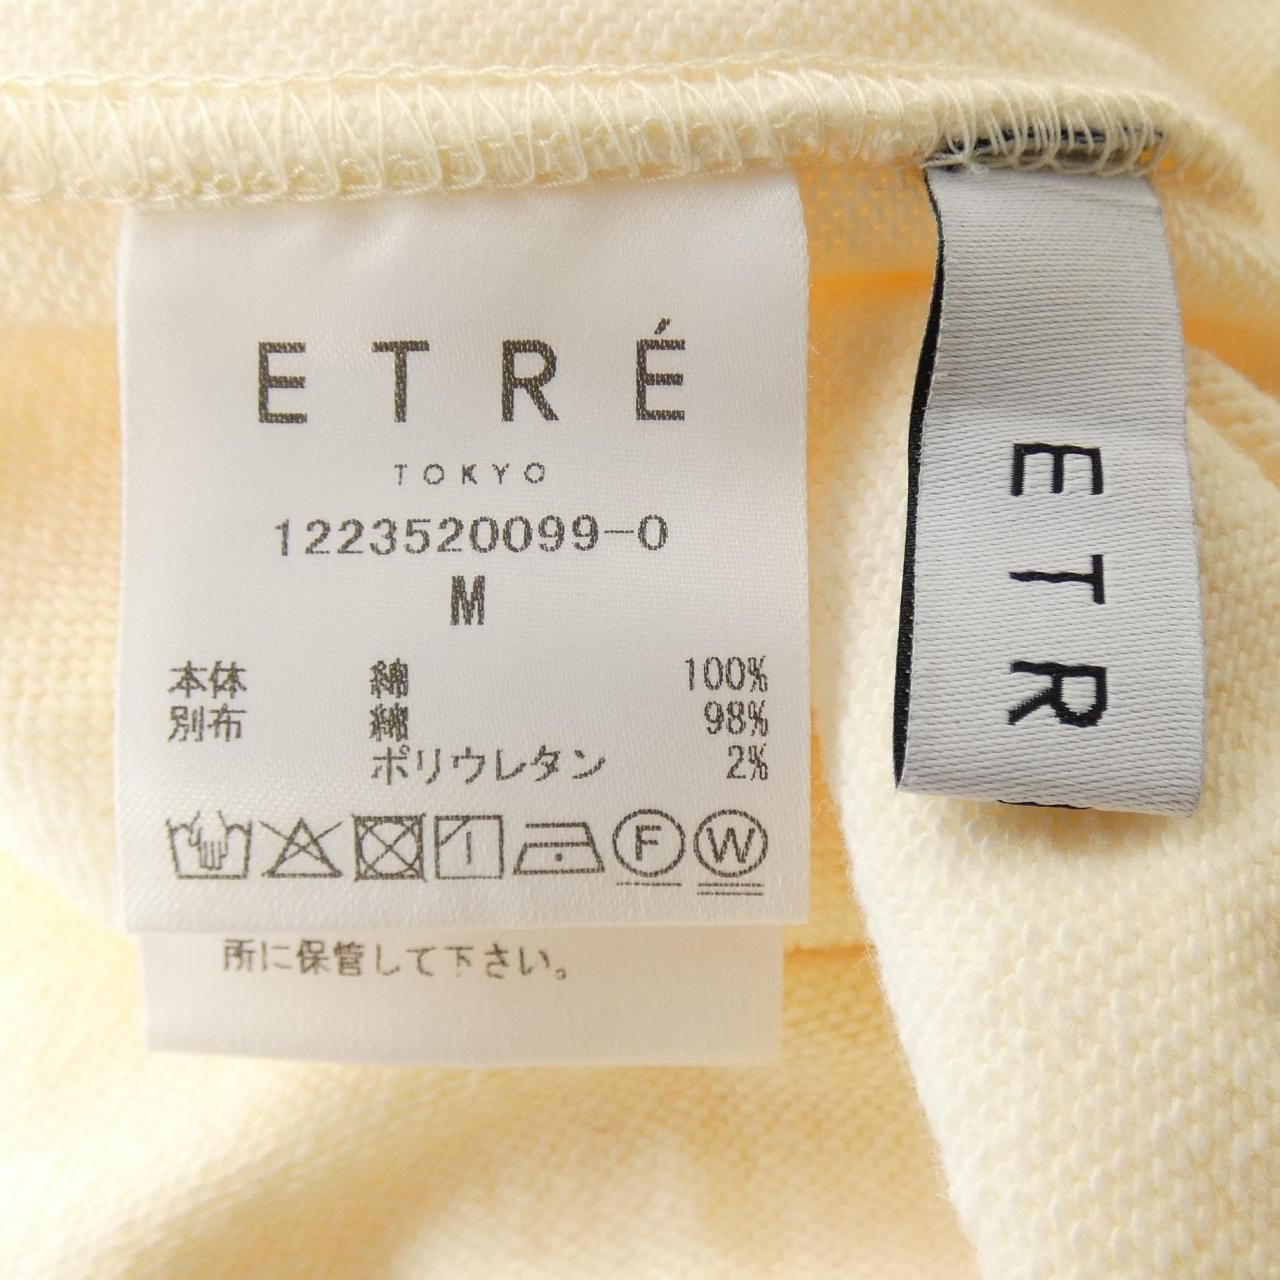 ETRÉ
TOKYO
1223520099-0
M
本体 綿 100%
別布 綿 98%
ポリウレタン 2%
F W
所に保管して下さい。
ETR